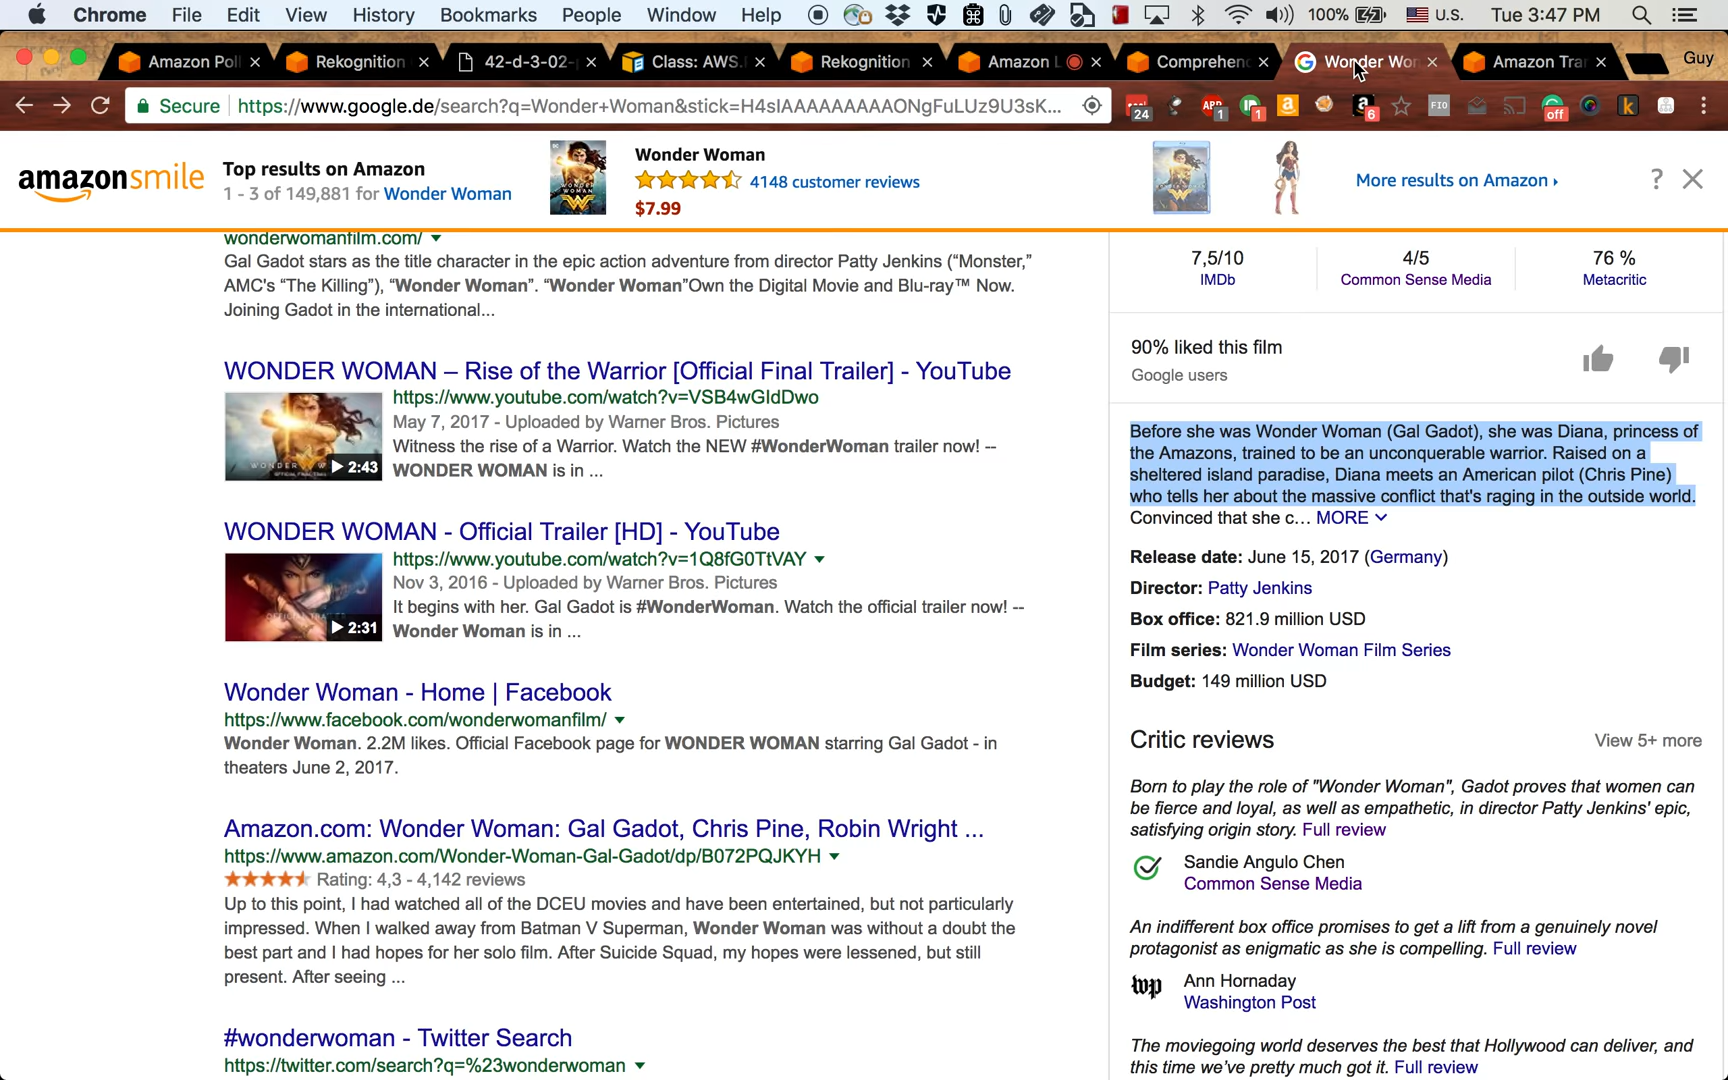 Chrome File Edit View History Bookmarks People Window Help 100% U.S. Tue 3:47 PM
Amazon Pol Rekognition 42-d-3-02- Class: AWS. Rekognition Amazon L Comprehen Wonder Wo Amazon Tra Guy
Secure https://www.google.de/search?q=Wonder+Woman&stick=H4sIAAAAAAAAAONgFuLUz9U3sK... 24 ABP 1 1 6 FIO off k
amazonsmile
Top results on Amazon
1 - 3 of 149,881 for Wonder Woman
Wonder Woman
4148 customer reviews
$7.99
More results on Amazon ›
?
wonderwomanfilm.com/
Gal Gadot stars as the title character in the epic action adventure from director Patty Jenkins (“Monster,”
AMC's “The Killing”), “Wonder Woman”. “Wonder Woman”Own the Digital Movie and Blu-ray™ Now.
Joining Gadot in the international...
WONDER WOMAN – Rise of the Warrior [Official Final Trailer] - YouTube
https://www.youtube.com/watch?v=VSB4wGIdDwo
May 7, 2017 - Uploaded by Warner Bros. Pictures
Witness the rise of a Warrior. Watch the NEW #WonderWoman trailer now! --
WONDER WOMAN is in ...
2:43
WONDER WOMAN - Official Trailer [HD] - YouTube
https://www.youtube.com/watch?v=1Q8fG0TtVAY
Nov 3, 2016 - Uploaded by Warner Bros. Pictures
It begins with her. Gal Gadot is #WonderWoman. Watch the official trailer now! --
Wonder Woman is in ...
2:31
Wonder Woman - Home | Facebook
https://www.facebook.com/wonderwomanfilm/
Wonder Woman. 2.2M likes. Official Facebook page for WONDER WOMAN starring Gal Gadot - in
theaters June 2, 2017.
Amazon.com: Wonder Woman: Gal Gadot, Chris Pine, Robin Wright ...
https://www.amazon.com/Wonder-Woman-Gal-Gadot/dp/B072PQJKYH
Rating: 4,3 - 4,142 reviews
Up to this point, I had watched all of the DCEU movies and have been entertained, but not particularly
impressed. When I walked away from Batman V Superman, Wonder Woman was without a doubt the
best part and I had hopes for her solo film. After Suicide Squad, my hopes were lessened, but still
present. After seeing ...
#wonderwoman - Twitter Search
https://twitter.com/search?q=%23wonderwoman
7,5/10 4/5 76 %
IMDb Common Sense Media Metacritic
90% liked this film
Google users
Before she was Wonder Woman (Gal Gadot), she was Diana, princess of
the Amazons, trained to be an unconquerable warrior. Raised on a
sheltered island paradise, Diana meets an American pilot (Chris Pine)
who tells her about the massive conflict that's raging in the outside world.
Convinced that she c... MORE
Release date: June 15, 2017 (Germany)
Director: Patty Jenkins
Box office: 821.9 million USD
Film series: Wonder Woman Film Series
Budget: 149 million USD
Critic reviews View 5+ more
Born to play the role of "Wonder Woman", Gadot proves that women can
be fierce and loyal, as well as empathetic, in director Patty Jenkins' epic,
satisfying origin story. Full review
Sandie Angulo Chen
Common Sense Media
An indifferent box office promises to get a lift from a genuinely novel
protagonist as enigmatic as she is compelling. Full review
wp
Ann Hornaday
Washington Post
The moviegoing world deserves the best that Hollywood can deliver, and
this time we've pretty much got it. Full review